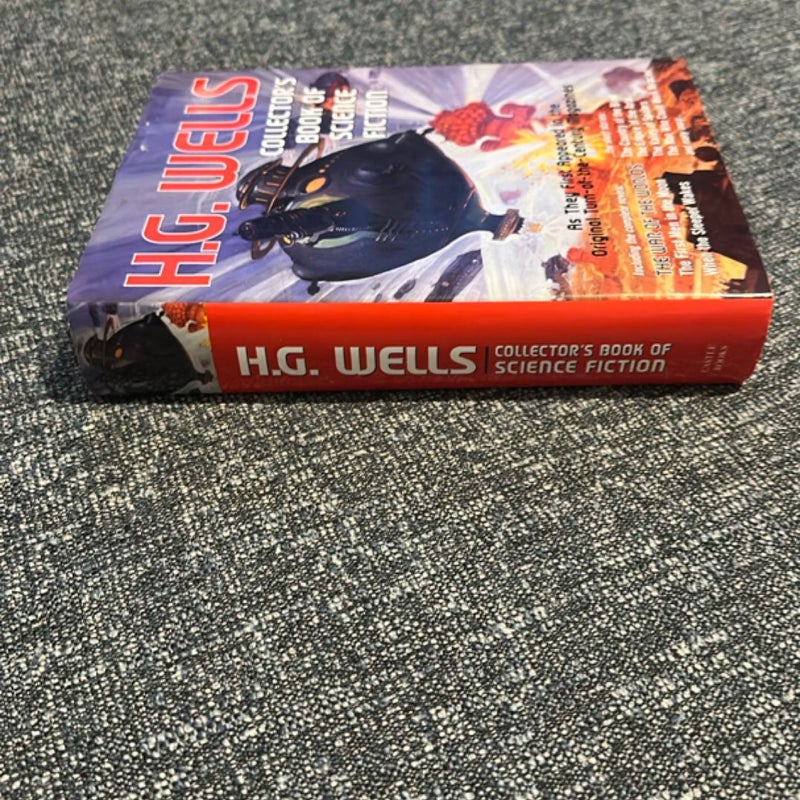 H.G. WELLS
COLLECTOR'S
BOOK OF
SCIENCE
FICTION
As They First Appeared in the
Original Turn-of-the-Century Magazines
Including the complete novels:
THE WAR OF THE WORLDS
The First Men in the Moon
When the Sleeper Wakes
H.G. WELLS
COLLECTOR'S BOOK OF
SCIENCE FICTION
CASTLE
BOOKS